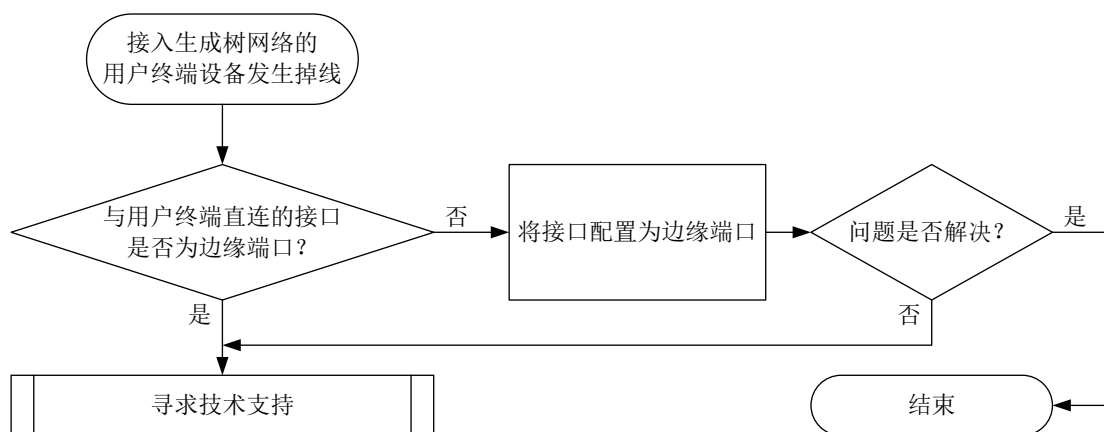 接入生成树网络的
用户终端设备发生掉线
与用户终端直连的接口
是否为边缘端口？
否
将接口配置为边缘端口
问题是否解决？
是
是
否
寻求技术支持
结束